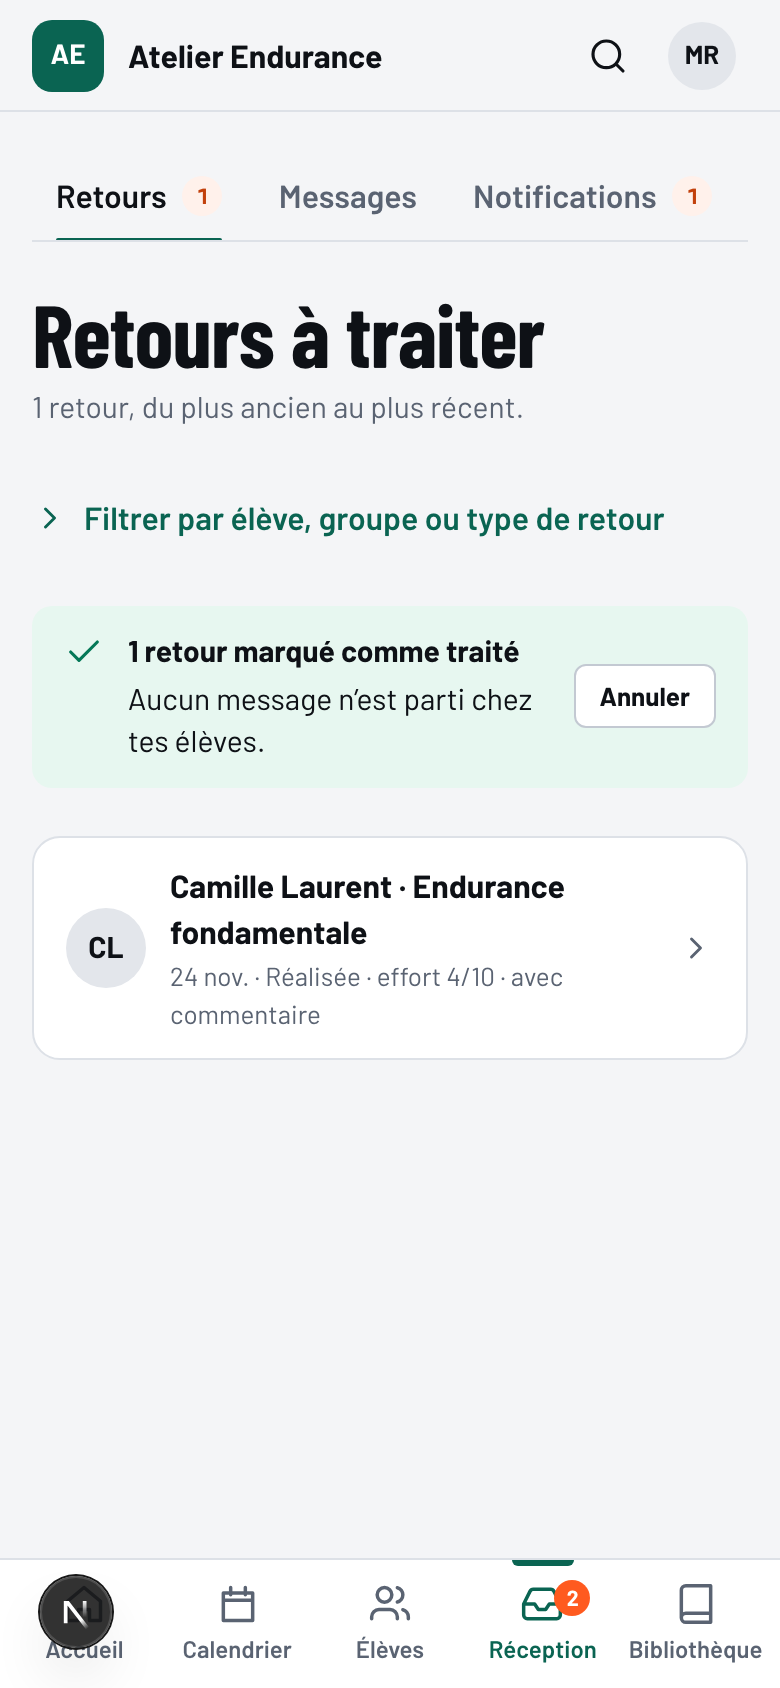 AE
Atelier Endurance
MR
Retours 1
Messages
Notifications 1
Retours à traiter
1 retour, du plus ancien au plus récent.
Filtrer par élève, groupe ou type de retour
1 retour marqué comme traité
Aucun message n’est parti chez
tes élèves.
Annuler
CL
Camille Laurent · Endurance
fondamentale
24 nov. · Réalisée · effort 4/10 · avec
commentaire
N
2
Accueil
Calendrier
Élèves
Réception
Bibliothèque